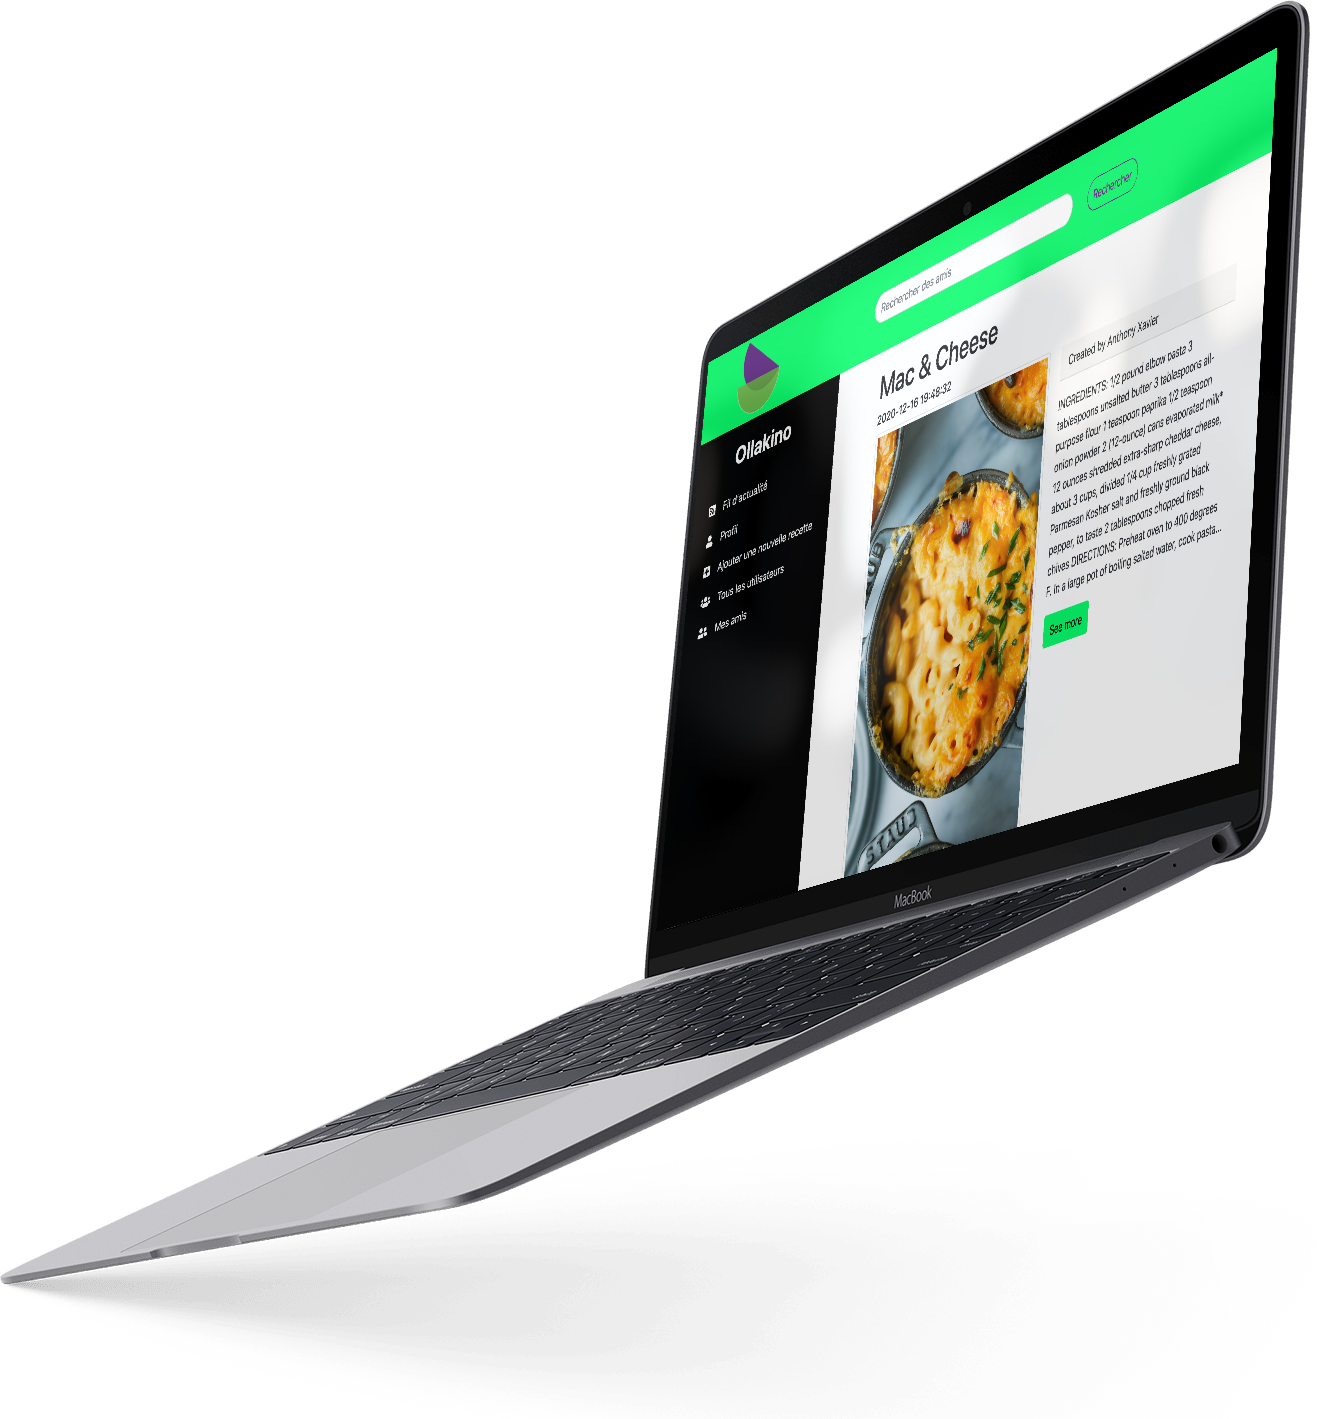 Rechercher des amis
Rechercher
Ollakino
Fil d'actualité
Profil
Ajouter une nouvelle recette
Tous les utilisateurs
Mes amis
Mac & Cheese
2020-12-16 19:48:32
Created by Anthony Xavier
INGREDIENTS: 1/2 pound elbow pasta 3
tablespoons unsalted butter 3 tablespoons all-
purpose flour 1 teaspoon paprika 1/2 teaspoon
onion powder 2 (12-ounce) cans evaporated milk*
12 ounces shredded extra-sharp cheddar cheese,
about 3 cups, divided 1/4 cup freshly grated
Parmesan Kosher salt and freshly ground black
pepper, to taste 2 tablespoons chopped fresh
chives DIRECTIONS: Preheat oven to 400 degrees
F. In a large pot of boiling salted water, cook pasta...
See more
MacBook